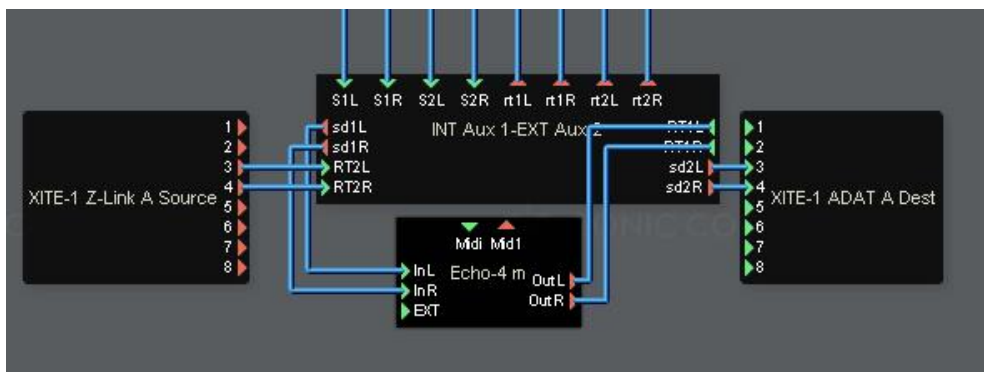 S1L S1R S2L S2R rt1L rt1R rt2L rt2R
INT Aux 1-EXT Aux 2
sd1L
sd1R
RT2L
RT2R
RT1L
RT1R
sd2L
sd2R
XITE-1 Z-Link A Source
1
2
3
4
5
6
7
8
XITE-1 ADAT A Dest
1
2
3
4
5
6
7
8
Midi Mid1
Echo-4 m
InL
InR
EXT
OutL
OutR